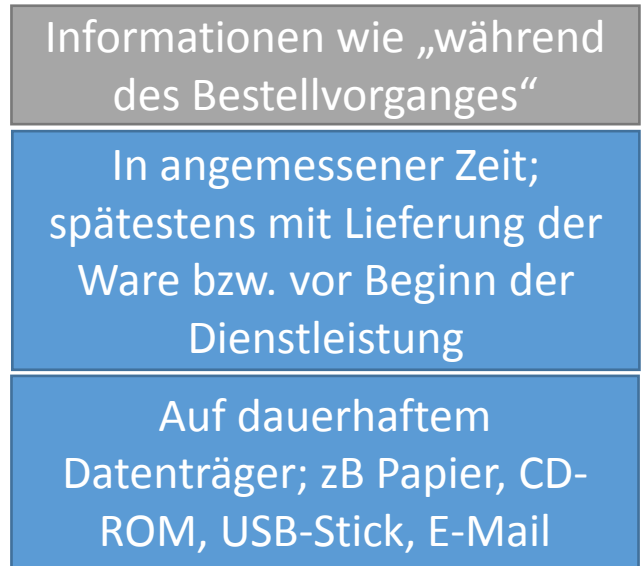 Informationen wie „während
des Bestellvorganges“
In angemessener Zeit;
spätestens mit Lieferung der
Ware bzw. vor Beginn der
Dienstleistung
Auf dauerhaftem
Datenträger; zB Papier, CD-
ROM, USB-Stick, E-Mail